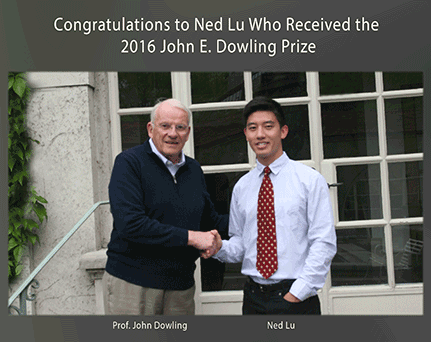 Congratulations to Ned Lu Who Received the
2016 John E. Dowling Prize
Prof. John Dowling
Ned Lu